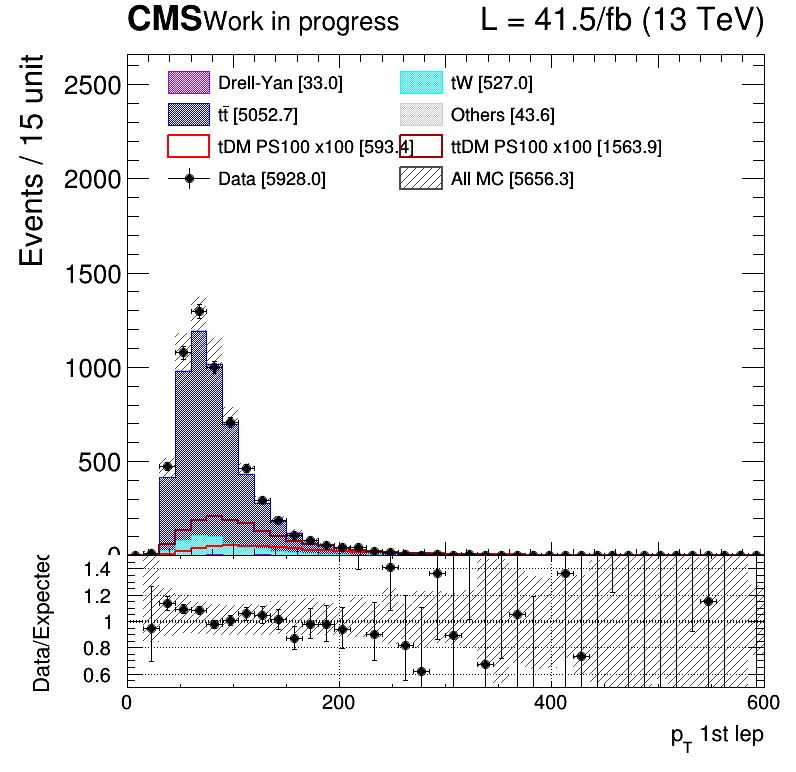 CMS Work in progress L = 41.5/fb (13 TeV)
Events / 15 unit
2500
2000
1500
1000
500
0
Drell-Yan [33.0] tW [527.0]
tt̄ [5052.7] Others [43.6]
tDM PS100 x100 [593.4] ttDM PS100 x100 [1563.9]
Data [5928.0] All MC [5656.3]
Data/Expected
1.4
1.2
1
0.8
0.6
0 200 400 600
p_T 1st lep